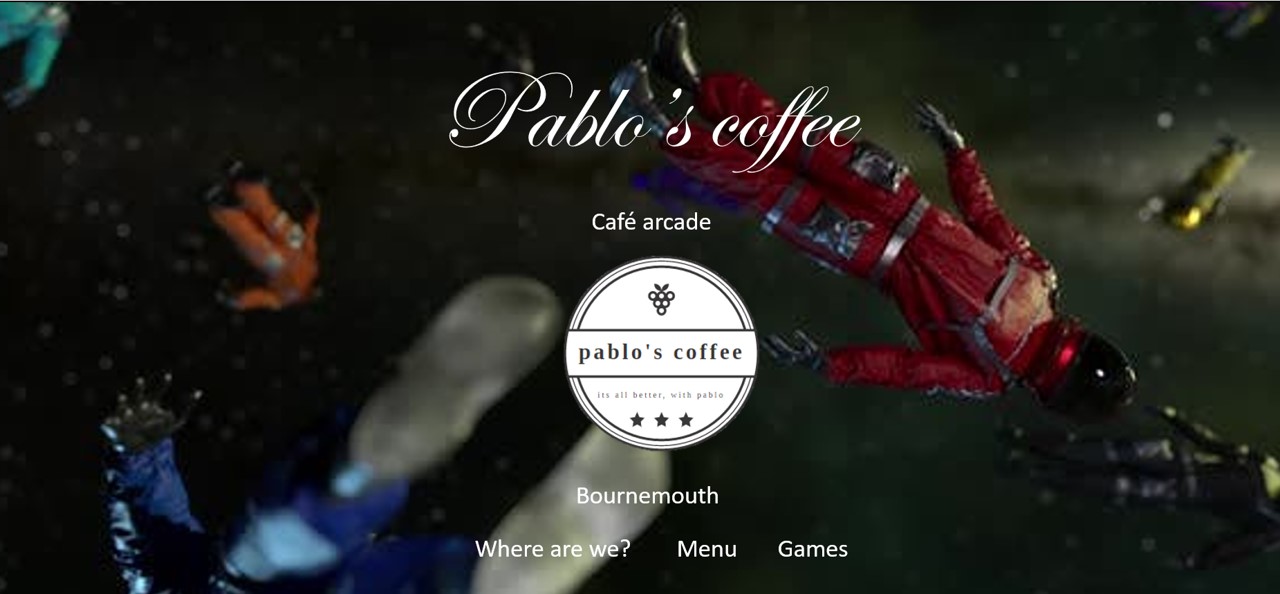 Pablo's coffee
Café arcade
pablo's coffee
its all better, with pablo
Bournemouth
Where are we? Menu Games